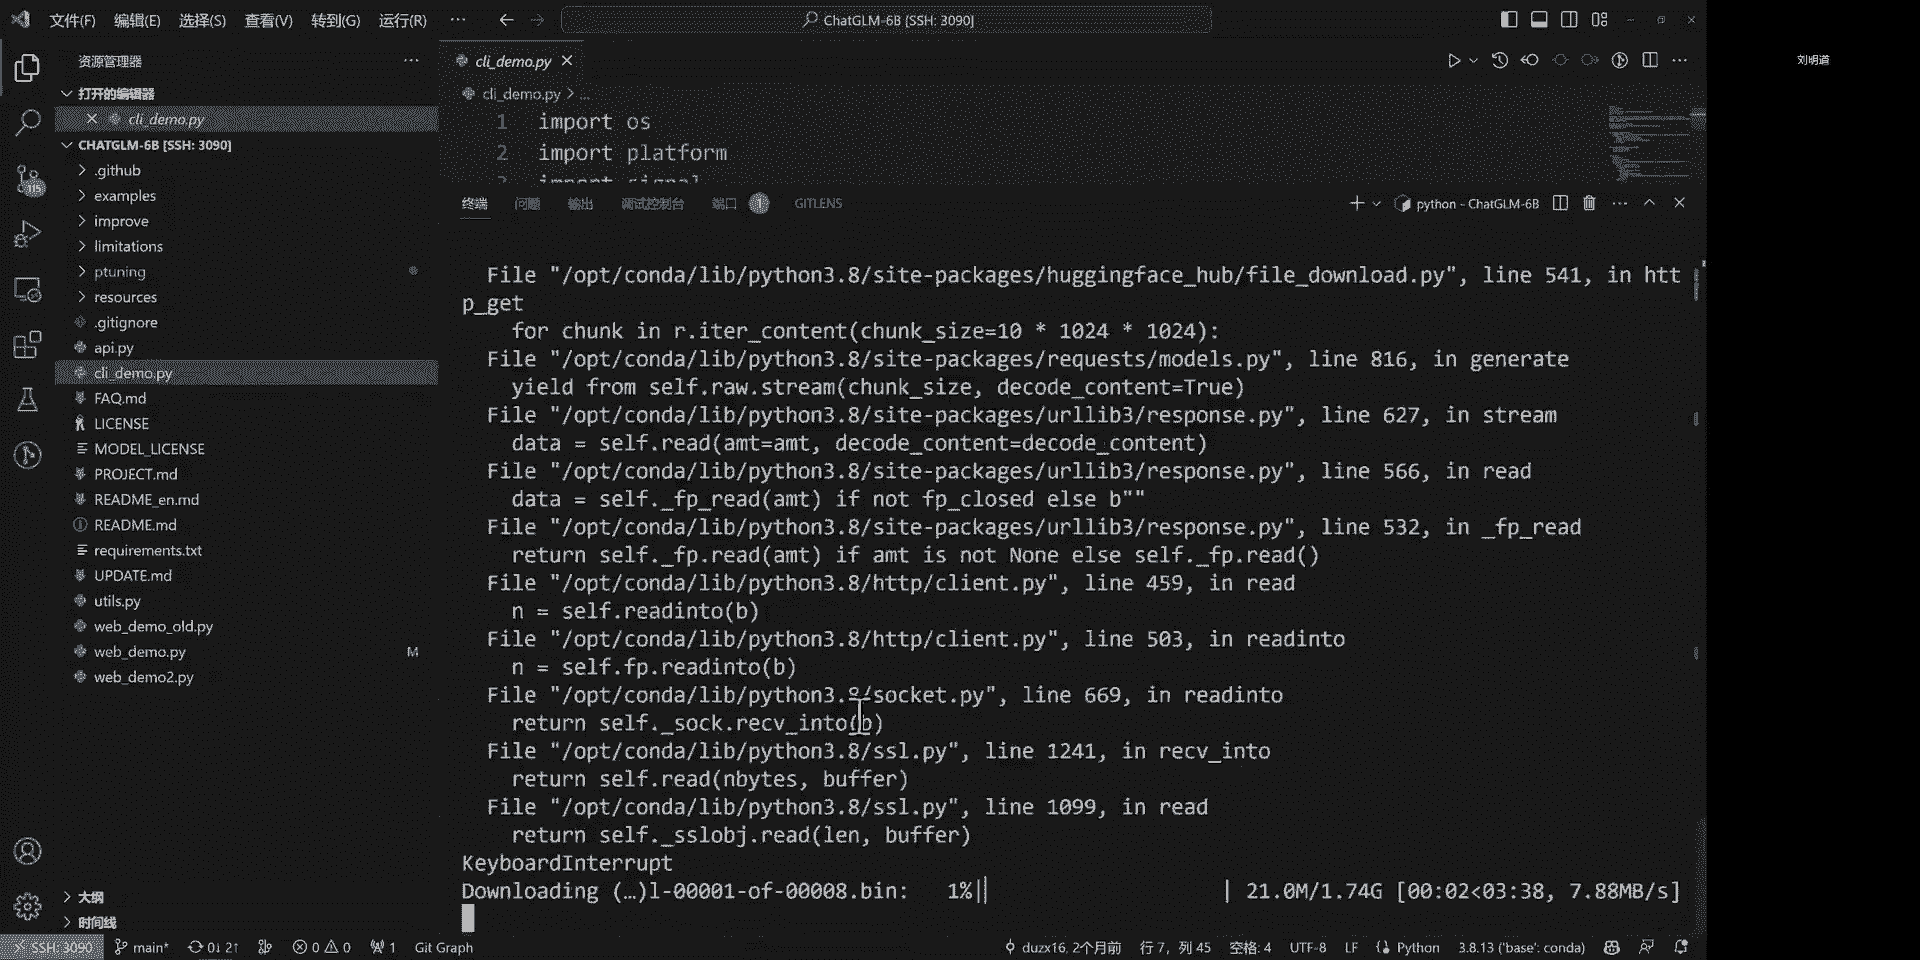 文件(F) 编辑(E) 选择(S) 查看(V) 转到(G) 运行(R) ··· ChatGLM-6B [SSH: 3090]
刘明道
资源管理器 ···
cli_demo.py
打开的编辑器
cli_demo.py > ...
cli_demo.py
1 import os
CHATGLM-6B [SSH: 3090]
2 import platform
.github
3 import signal
examples
终端 问题 输出 调试控制台 端口 1 GITLENS python - ChatGLM-6B
improve
limitations
ptuning
resources
.gitignore
api.py
cli_demo.py
FAQ.md
LICENSE
MODEL_LICENSE
PROJECT.md
README_en.md
README.md
requirements.txt
UPDATE.md
utils.py
web_demo_old.py
web_demo.py M
web_demo2.py
大纲
时间线
File "/opt/conda/lib/python3.8/site-packages/huggingface_hub/file_download.py", line 541, in htt
p_get
for chunk in r.iter_content(chunk_size=10 * 1024 * 1024):
File "/opt/conda/lib/python3.8/site-packages/requests/models.py", line 816, in generate
yield from self.raw.stream(chunk_size, decode_content=True)
File "/opt/conda/lib/python3.8/site-packages/urllib3/response.py", line 627, in stream
data = self.read(amt=amt, decode_content=decode_content)
File "/opt/conda/lib/python3.8/site-packages/urllib3/response.py", line 566, in read
data = self._fp_read(amt) if not fp_closed else b""
File "/opt/conda/lib/python3.8/site-packages/urllib3/response.py", line 532, in _fp_read
return self._fp.read(amt) if amt is not None else self._fp.read()
File "/opt/conda/lib/python3.8/http/client.py", line 459, in read
n = self.readinto(b)
File "/opt/conda/lib/python3.8/http/client.py", line 503, in readinto
n = self.fp.readinto(b)
File "/opt/conda/lib/python3.8/socket.py", line 669, in readinto
return self._sock.recv_into(b)
File "/opt/conda/lib/python3.8/ssl.py", line 1241, in recv_into
return self.read(nbytes, buffer)
File "/opt/conda/lib/python3.8/ssl.py", line 1099, in read
return self._sslobj.read(len, buffer)
KeyboardInterrupt
Downloading (…)l-00001-of-00008.bin: 1%| | 21.0M/1.74G [00:02<03:38, 7.88MB/s]
SSH: 3090 main* 0↓ 2↑ 0 0 1 Git Graph duzx16, 2个月前 行 7，列 45 空格: 4 UTF-8 LF Python 3.8.13 ('base': conda)
115